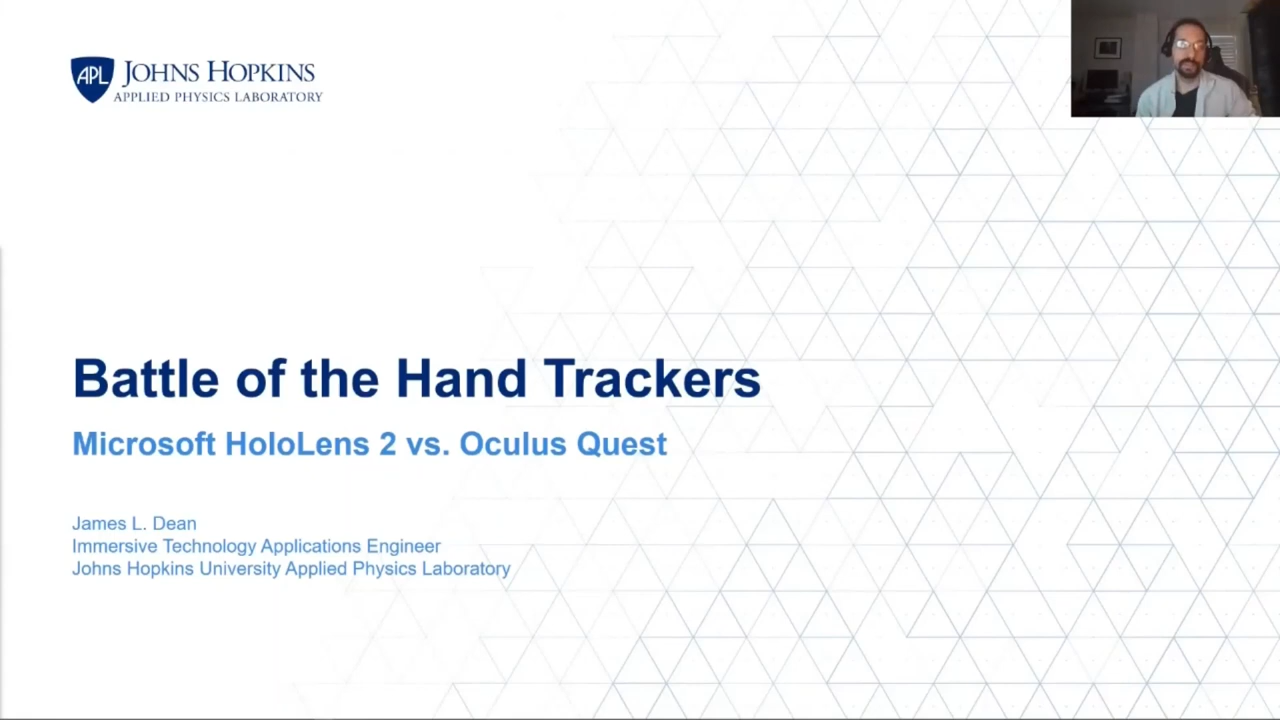 APL JOHNS HOPKINS
APPLIED PHYSICS LABORATORY
Battle of the Hand Trackers
Microsoft HoloLens 2 vs. Oculus Quest
James L. Dean
Immersive Technology Applications Engineer
Johns Hopkins University Applied Physics Laboratory